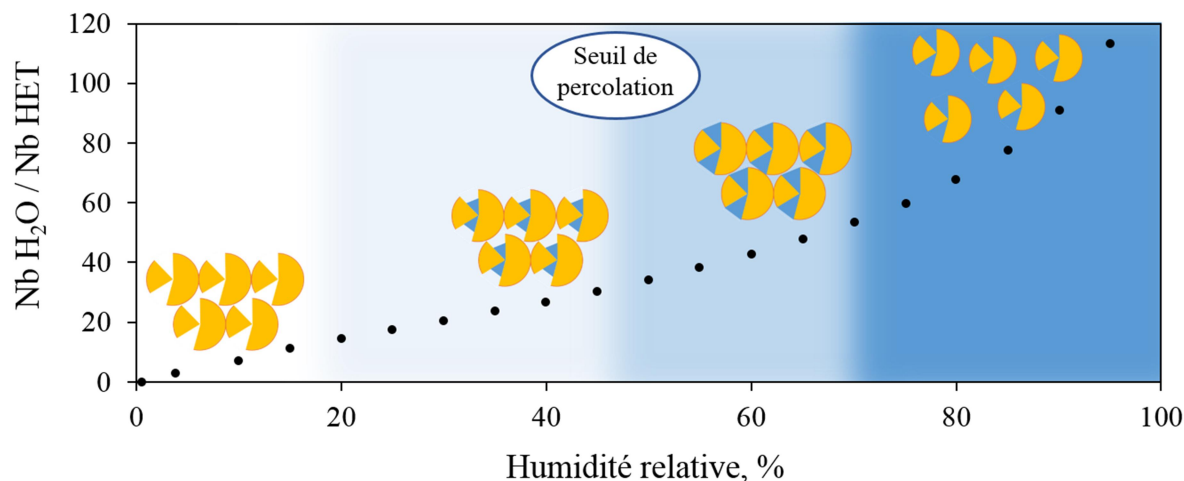 Nb H₂O / Nb HET
120
100
80
60
40
20
0
Seuil de
percolation
0 20 40 60 80 100
Humidité relative, %